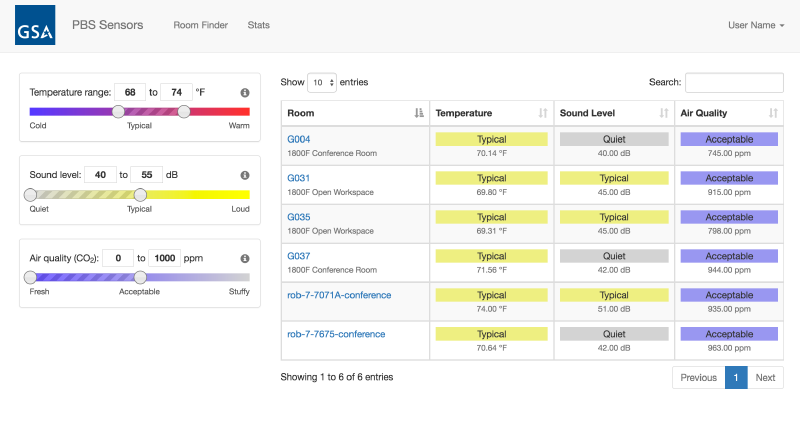 GSA
PBS Sensors Room Finder Stats User Name
Temperature range: 68 to 74 °F
Cold Typical Warm
Sound level: 40 to 55 dB
Quiet Typical Loud
Air quality (CO₂): 0 to 1000 ppm
Fresh Acceptable Stuffy
Show 10 entries Search:
Room Temperature Sound Level Air Quality
G004 Typical Quiet Acceptable
1800F Conference Room 70.14 °F 40.00 dB 745.00 ppm
G031 Typical Typical Acceptable
1800F Open Workspace 69.80 °F 45.00 dB 915.00 ppm
G035 Typical Typical Acceptable
1800F Open Workspace 69.31 °F 45.00 dB 798.00 ppm
G037 Typical Quiet Acceptable
1800F Conference Room 71.56 °F 42.00 dB 944.00 ppm
rob-7-7071A-conference Typical Typical Acceptable
74.00 °F 51.00 dB 935.00 ppm
rob-7-7675-conference Typical Quiet Acceptable
70.64 °F 42.00 dB 963.00 ppm
Showing 1 to 6 of 6 entries Previous 1 Next